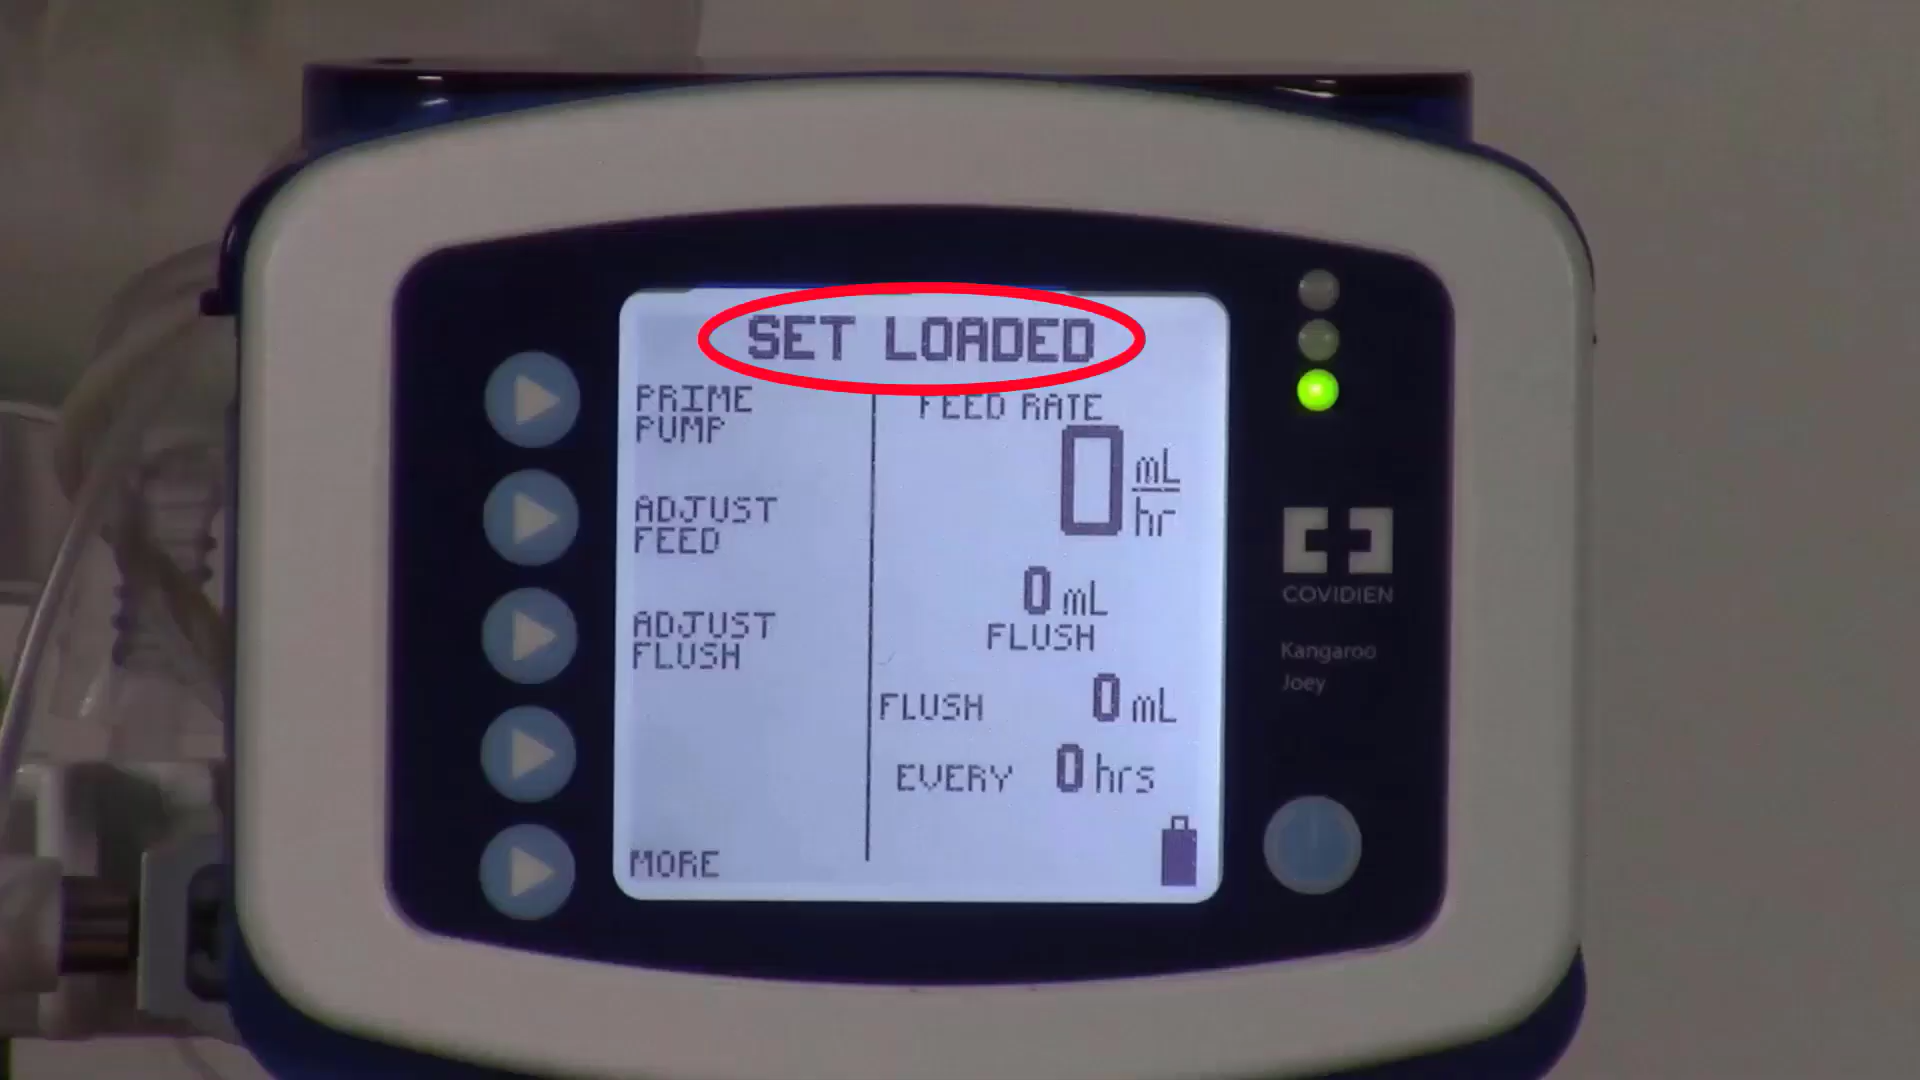 SET LOADED
PRIME
PUMP
ADJUST
FEED
ADJUST
FLUSH
MORE
FEED RATE
0 mL
hr
0 mL
FLUSH
FLUSH 0 mL
EVERY 0 hrs
COVIDIEN
Kangaroo
Joey